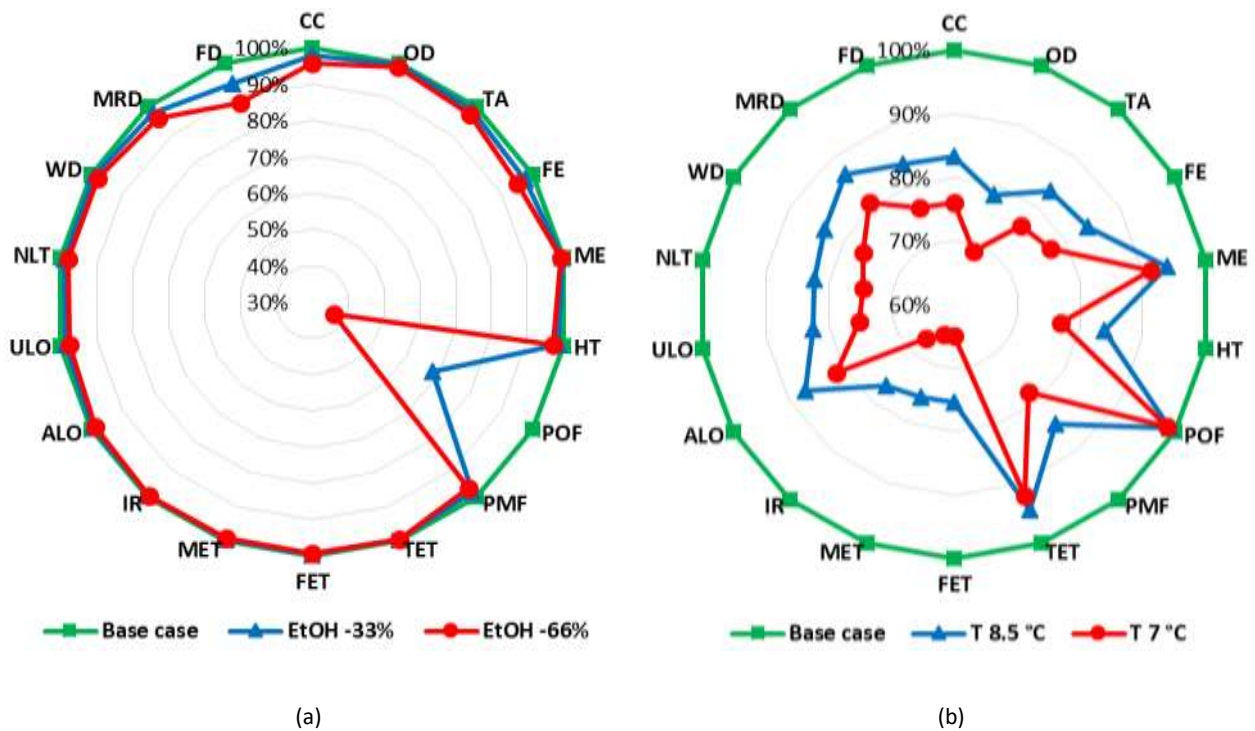 CC
100%
OD
90%
TA
80%
FE
70%
60%
ME
50%
40%
HT
30%
POF
PMF
TET
FET
MET
IR
ALO
ULO
NLT
WD
MRD
FD
Base case
EtOH -33%
EtOH -66%
(a)
CC
100%
OD
90%
TA
80%
FE
70%
ME
60%
HT
POF
PMF
TET
FET
MET
IR
ALO
ULO
NLT
WD
MRD
FD
Base case
T 8.5 °C
T 7 °C
(b)